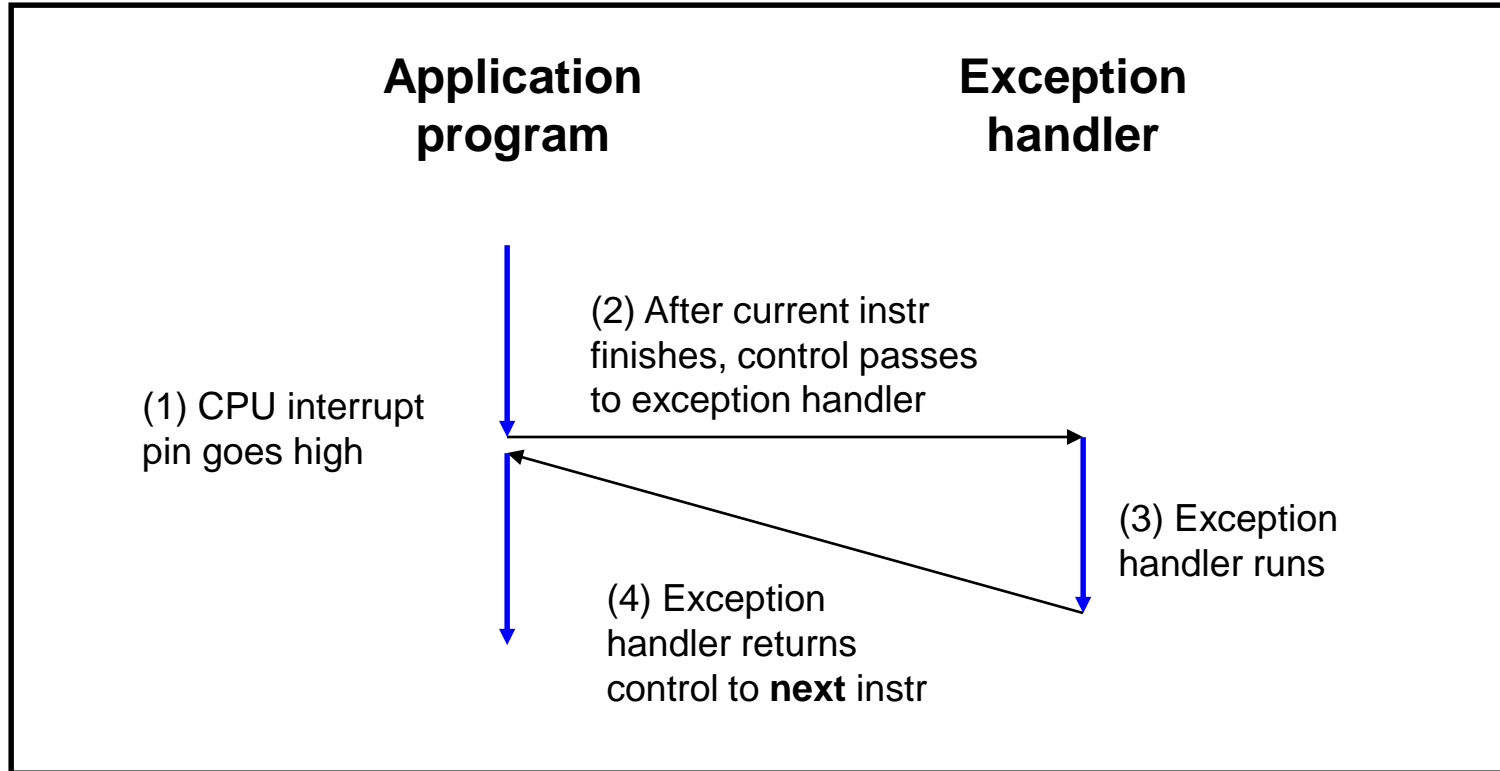 Application
program
Exception
handler
(1) CPU interrupt
pin goes high
(2) After current instr
finishes, control passes
to exception handler
(3) Exception
handler runs
(4) Exception
handler returns
control to next instr